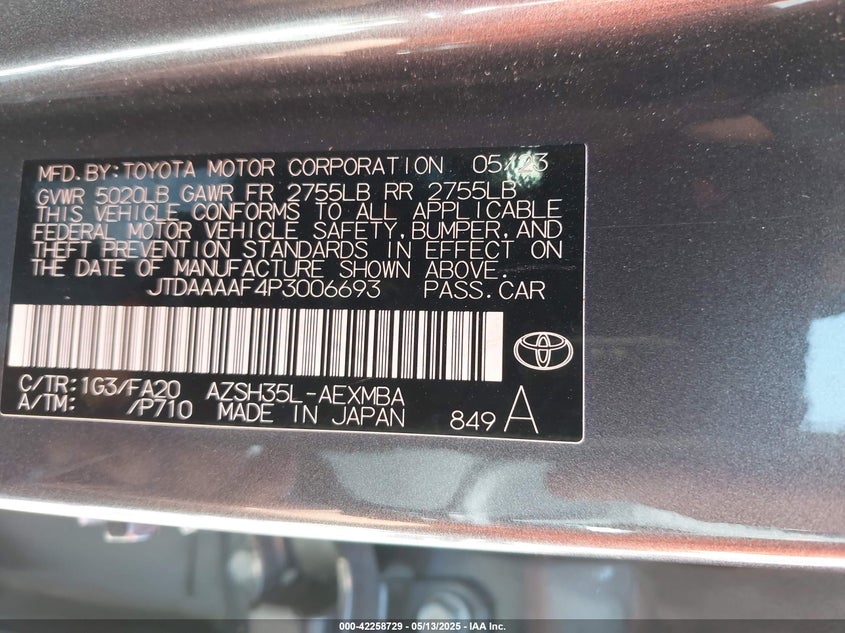 MFD.BY:TOYOTA MOTOR CORPORATION 05/23
GVWR 5020LB GAWR FR 2755LB RR 2755LB
THIS VEHICLE CONFORMS TO ALL APPLICABLE
FEDERAL MOTOR VEHICLE SAFETY,BUMPER,AND
THEFT PREVENTION STANDARDS IN EFFECT ON
THE DATE OF MANUFACTURE SHOWN ABOVE.
JTDAAAAF4P3006693 PASS.CAR
C/TR:1G3/FA20 AZSH35L-AEXMBA
A/TM: /P710 MADE IN JAPAN 849 A
000-42258729 - 05/13/2025 - IAA Inc.